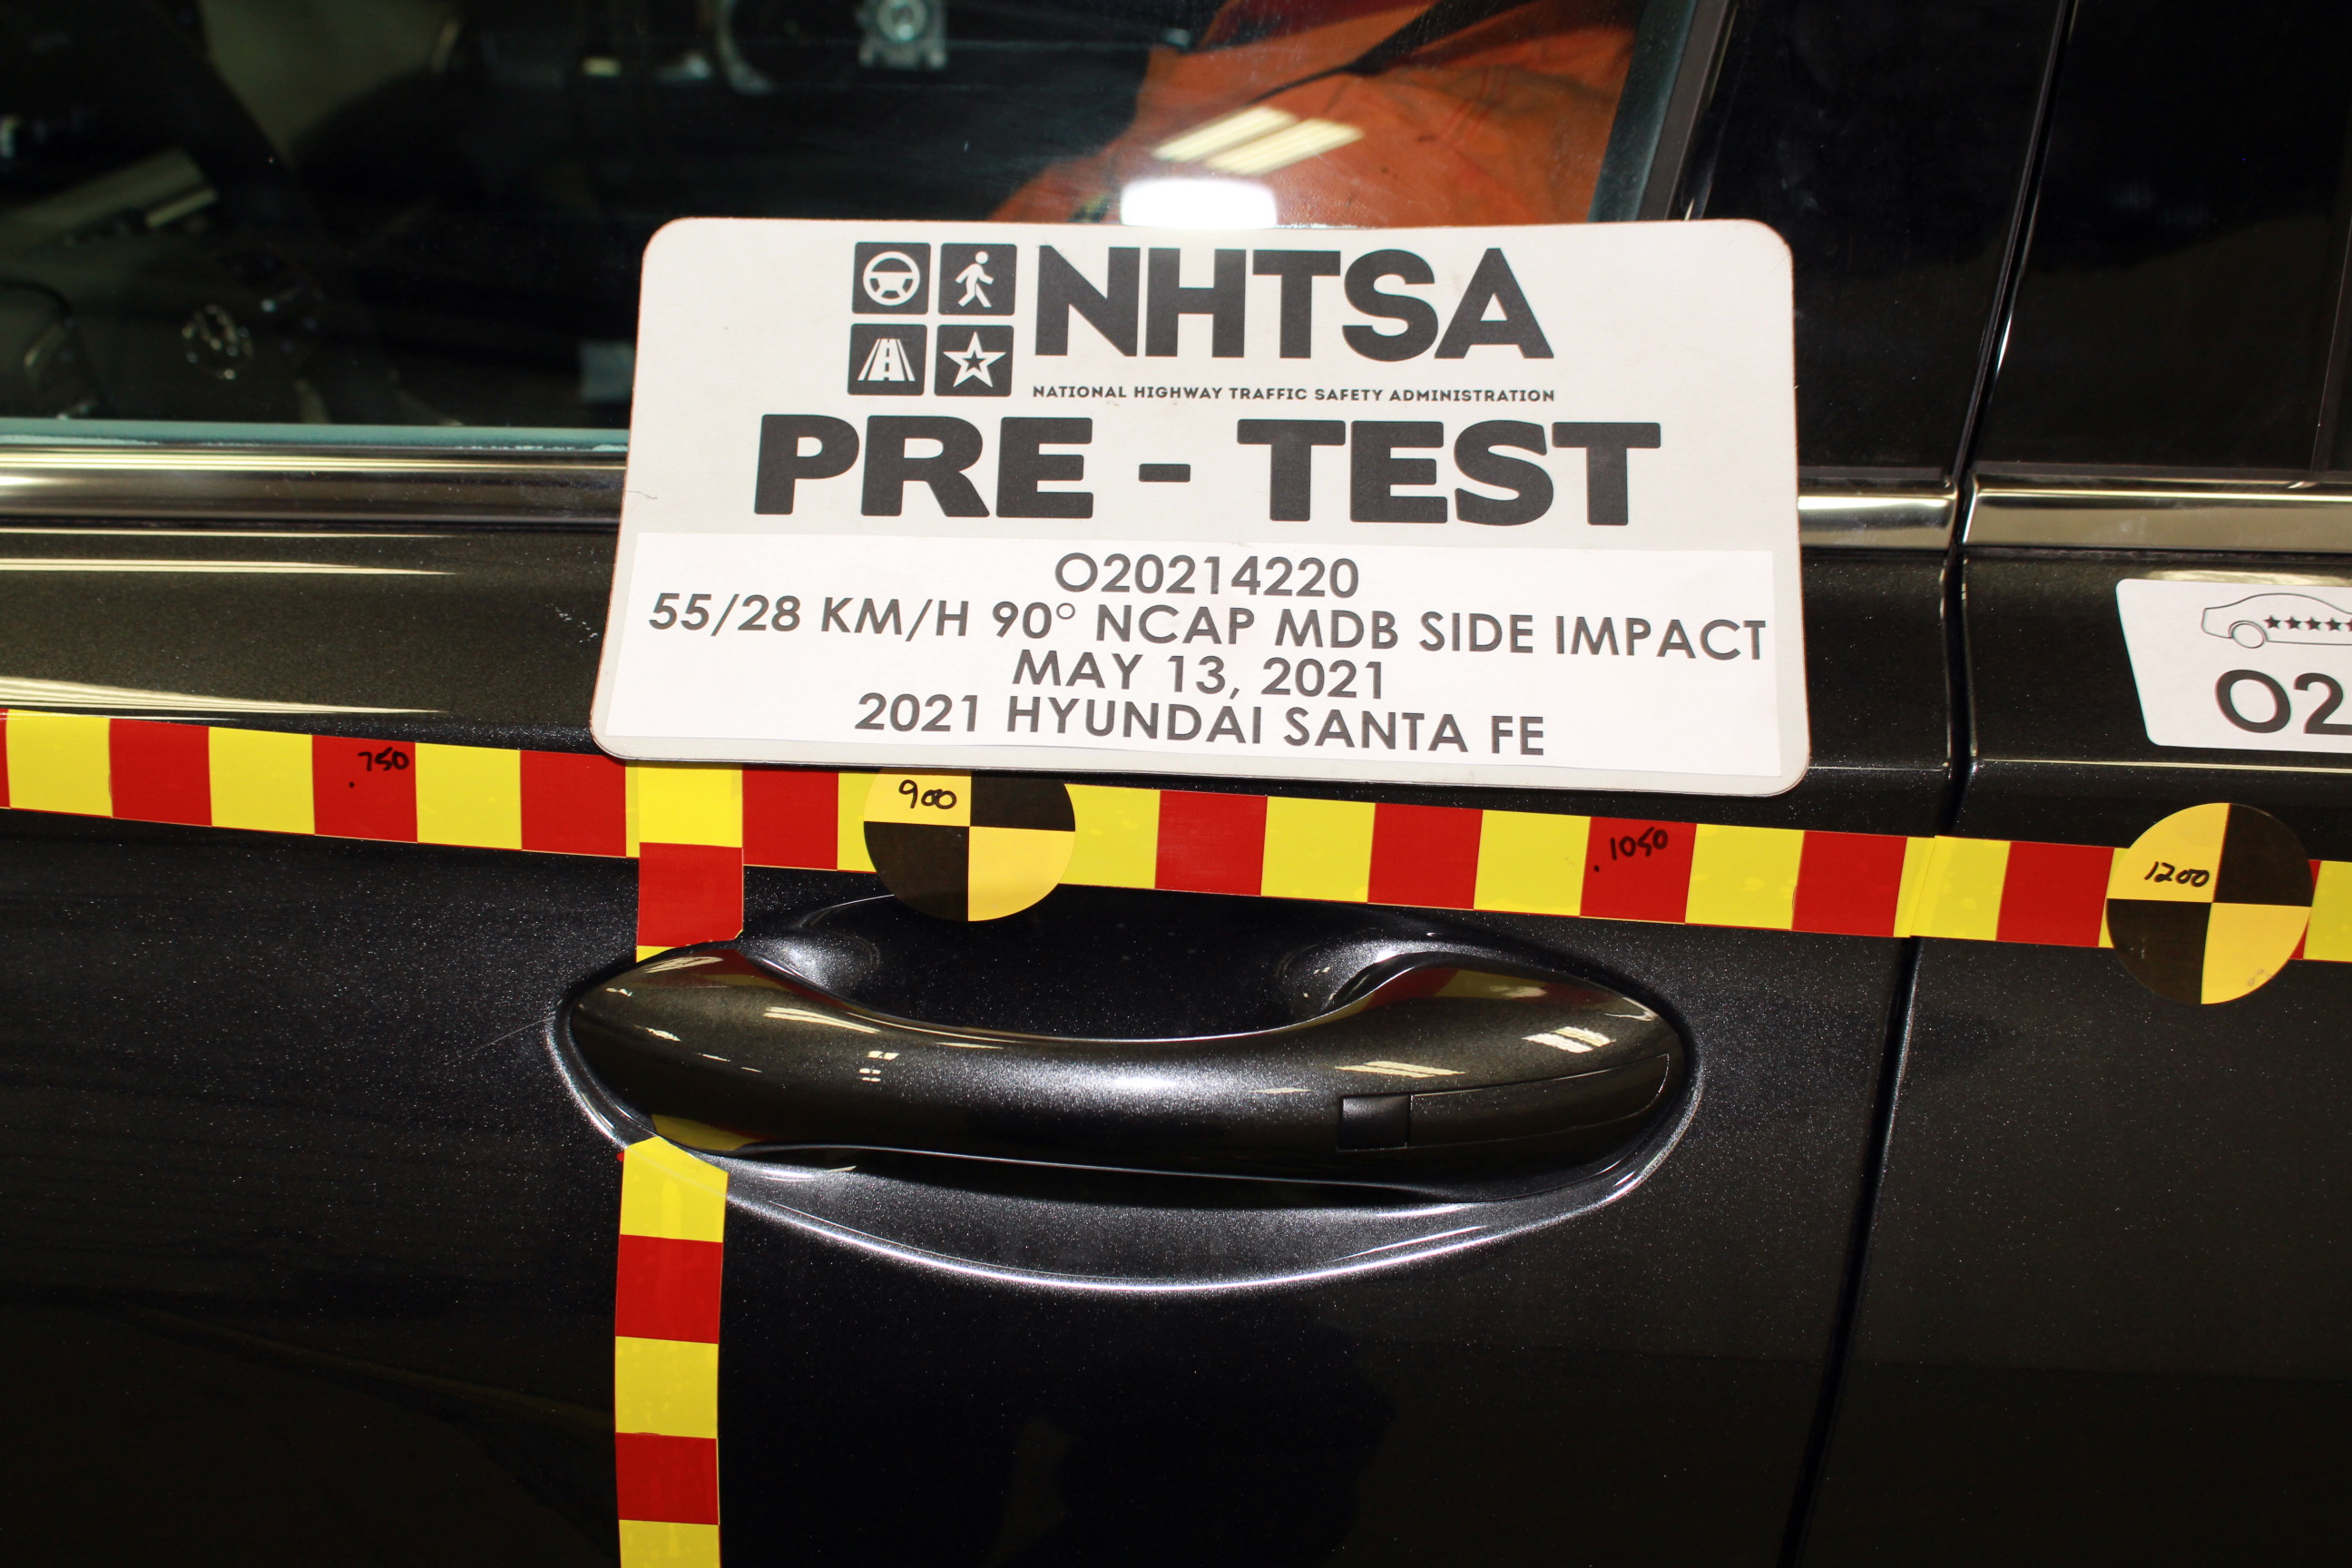 NHTSA
NATIONAL HIGHWAY TRAFFIC SAFETY ADMINISTRATION
PRE - TEST
O20214220
55/28 KM/H 90° NCAP MDB SIDE IMPACT
MAY 13, 2021
2021 HYUNDAI SANTA FE
O2
.750
900
.1050
1200